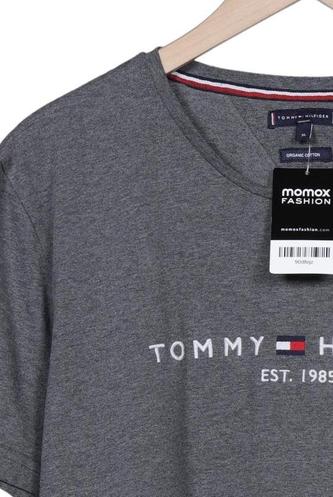 TOMMY HILFIGER
ORGANIC COTTON
momox
FASHION
momoxfashion.com
TOMMY H
EST. 1985